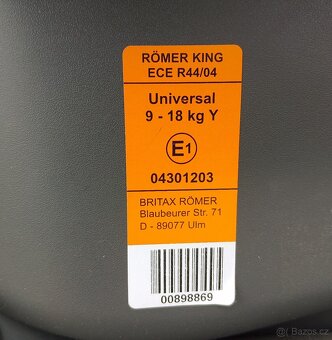 RÖMER KING
ECE R44/04
Universal
9 - 18 kg Y
E1
04301203
BRITAX RÖMER
Blaubeurer Str. 71
D - 89077 Ulm
00898869
Bazos.cz